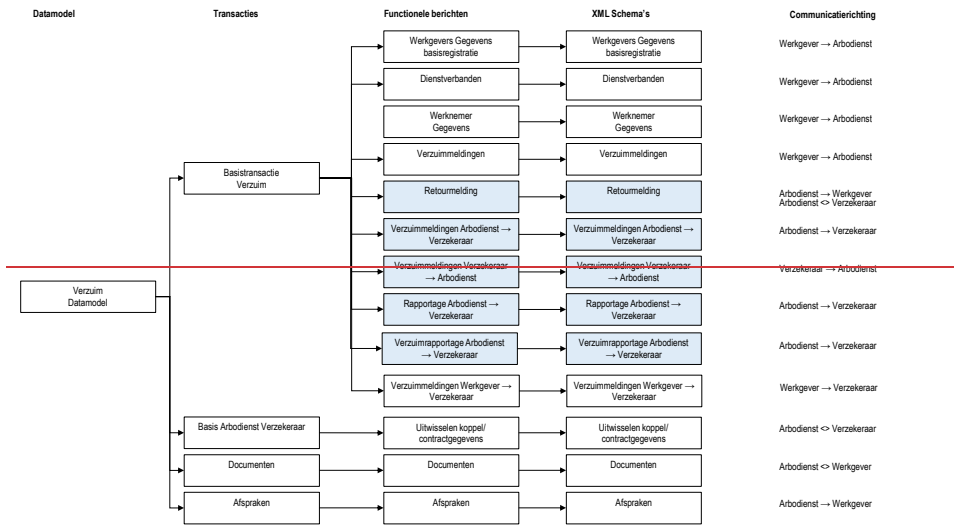 Datamodel Transacties Functionele berichten XML Schema's Communicatierichting
Werkgevers Gegevens
basisregistratie
Werkgevers Gegevens
basisregistratie
Werkgever → Arbodienst
Dienstverbanden Dienstverbanden Werkgever → Arbodienst
Werknemer
Gegevens
Werknemer
Gegevens
Werkgever → Arbodienst
Verzuimmeldingen Verzuimmeldingen Werkgever → Arbodienst
Basistransactie
Verzuim
Retourmelding Retourmelding
Arbodienst → Werkgever
Arbodienst <> Verzekeraar
Verzuimmeldingen Arbodienst →
Verzekeraar
Verzuimmeldingen Arbodienst →
Verzekeraar
Arbodienst → Verzekeraar
Verzuimmeldingen Verzekeraar
→ Arbodienst
Verzuimmeldingen Verzekeraar
→ Arbodienst
Verzekeraar → Arbodienst
Verzuim
Datamodel
Rapportage Arbodienst →
Verzekeraar
Rapportage Arbodienst →
Verzekeraar
Arbodienst → Verzekeraar
Verzuimrapportage Arbodienst
→ Verzekeraar
Verzuimrapportage Arbodienst
→ Verzekeraar
Arbodienst → Verzekeraar
Verzuimmeldingen Werkgever →
Verzekeraar
Verzuimmeldingen Werkgever →
Verzekeraar
Werkgever → Verzekeraar
Basis Arbodienst Verzekeraar
Uitwisselen koppel/
contractgegevens
Uitwisselen koppel/
contractgegevens
Arbodienst <> Verzekeraar
Documenten Documenten Documenten Arbodienst <> Werkgever
Afspraken Afspraken Afspraken Arbodienst → Werkgever